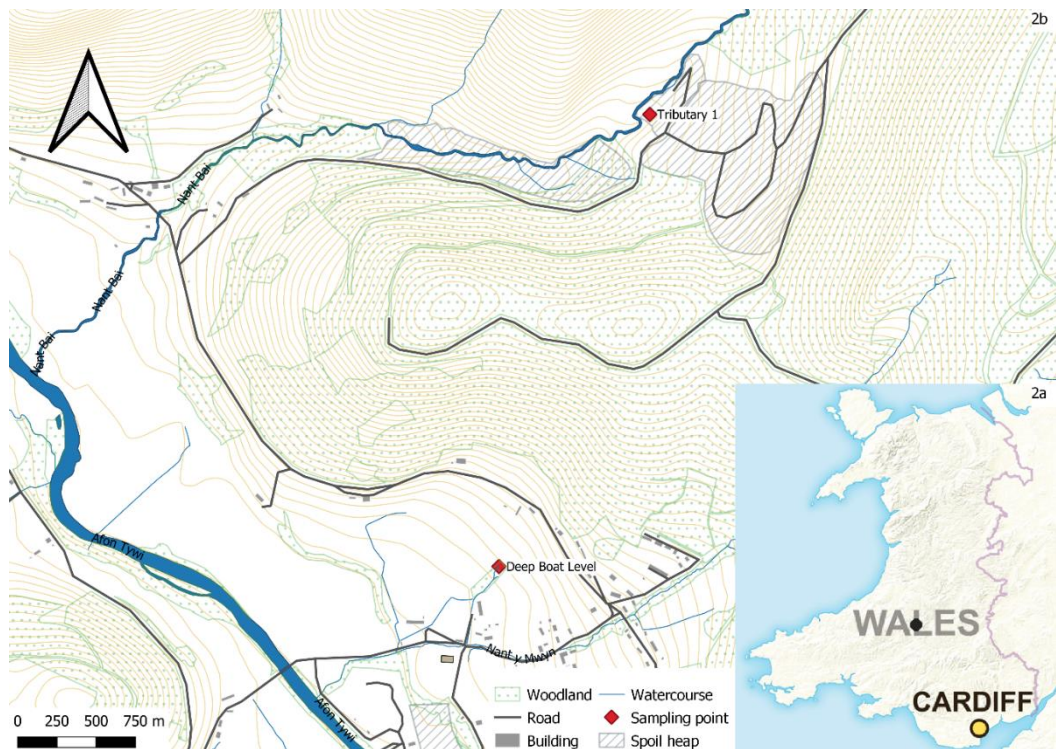 2b
Tributary 1
Nant Bai
Nant Bai
Nant Bai
Afon Tywi
Deep Boat Level
Nant y Mwyn
Afon Tywi
0 250 500 750 m
Woodland
Watercourse
Road
Sampling point
Building
Spoil heap
2a
WALES
CARDIFF